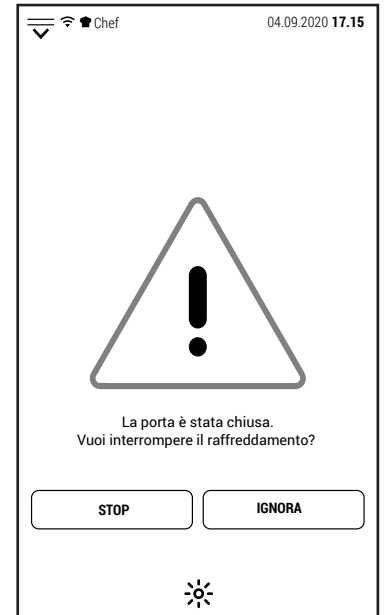 Chef 04.09.2020 17.15
La porta è stata chiusa.
Vuoi interrompere il raffreddamento?
STOP IGNORA